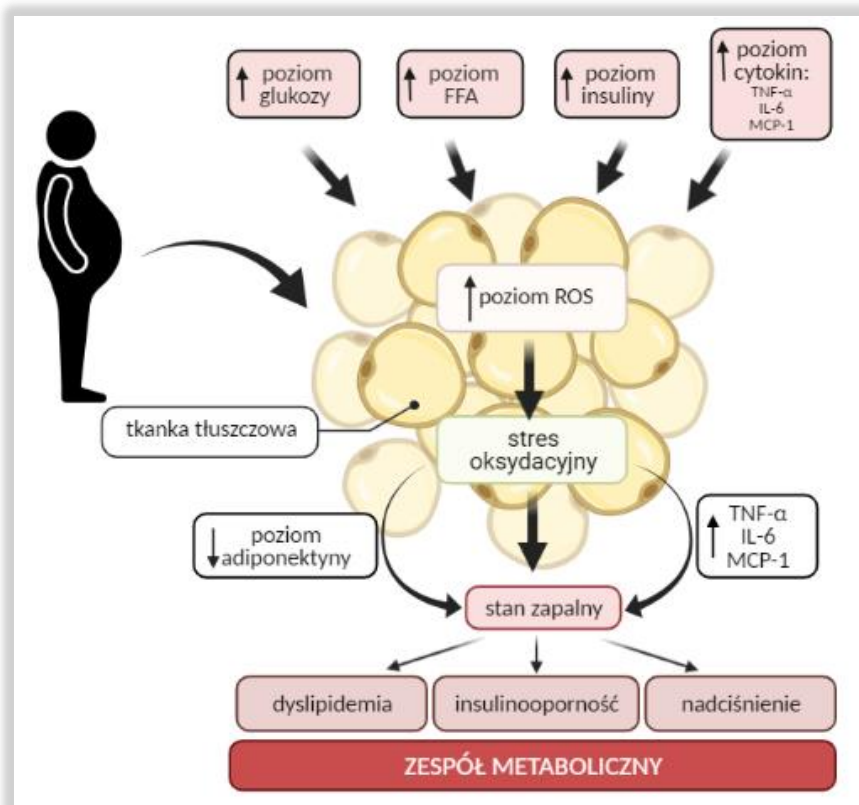 ↑ poziom
glukozy
↑ poziom
FFA
↑ poziom
insuliny
↑ poziom
cytokin:
TNF-α
IL-6
MCP-1
↑ poziom ROS
tkanka tłuszczowa
stres
oksydacyjny
↓ poziom
adiponektyny
↑ TNF-α
IL-6
MCP-1
stan zapalny
dyslipidemia
insulinooporność
nadciśnienie
ZESPÓŁ METABOLICZNY